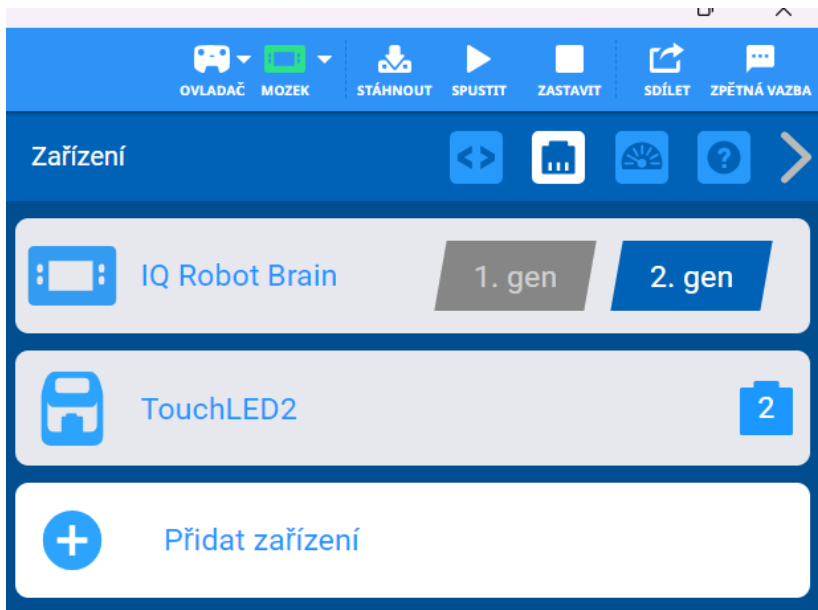 OVLADAČ MOZEK STÁHNOUT SPUSTIT ZASTAVIT SDÍLET ZPĚTNÁ VAZBA
Zařízení
IQ Robot Brain 1. gen 2. gen
TouchLED2 2
Přidat zařízení